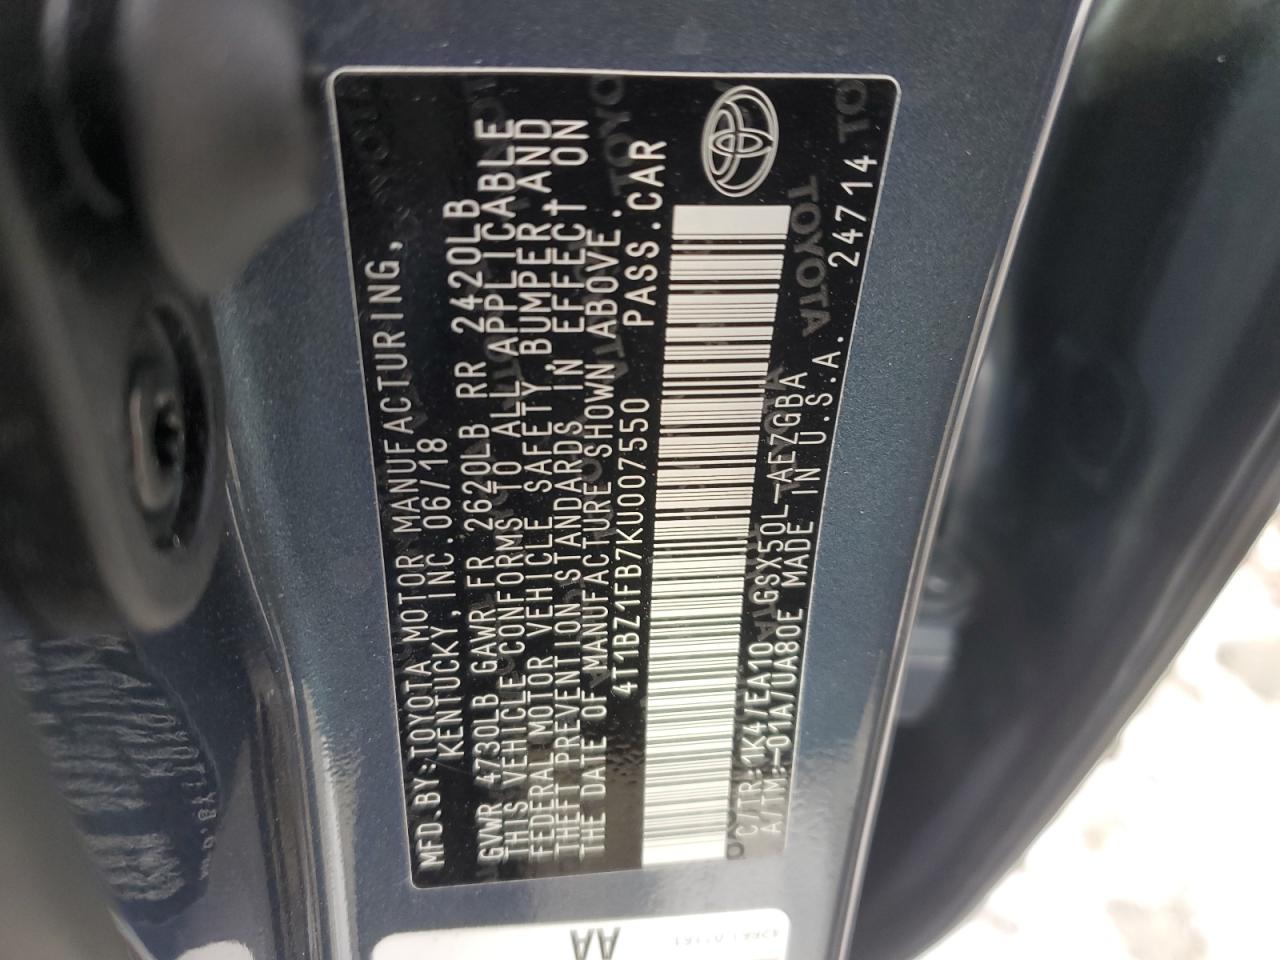 MFD.BY:TOYOTA MOTOR MANUFACTURING,
KENTUCKY,INC.06/18
GVWR 4730LB GAWR FR 2620LB RR 2420LB
THIS VEHICLE CONFORMS TO ALL APPLICABLE
FEDERAL MOTOR VEHICLE SAFETY,BUMPER AND
THEFT PREVENTION STANDARDS IN EFFECT ON
THE DATE OF MANUFACTURE SHOWN ABOVE.
4T1BZ1FB7KU007550 PASS.CAR
C/TR:1K4/EA10 GSX50L-AEZGBA
A/TM:-01A/UA80E MADE IN U.S.A. 24714
TOYOTA
AA